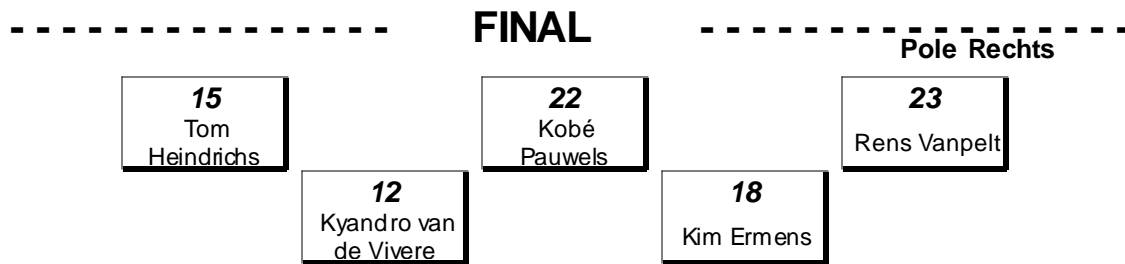 - - - - - - - - - - - - - - - FINAL - - - - - - - - - - - - - - - - -
Pole Rechts
15
Tom
Heindrichs
22
Kobé
Pauwels
23
Rens Vanpelt
12
Kyandro van
de Vivere
18
Kim Ermens